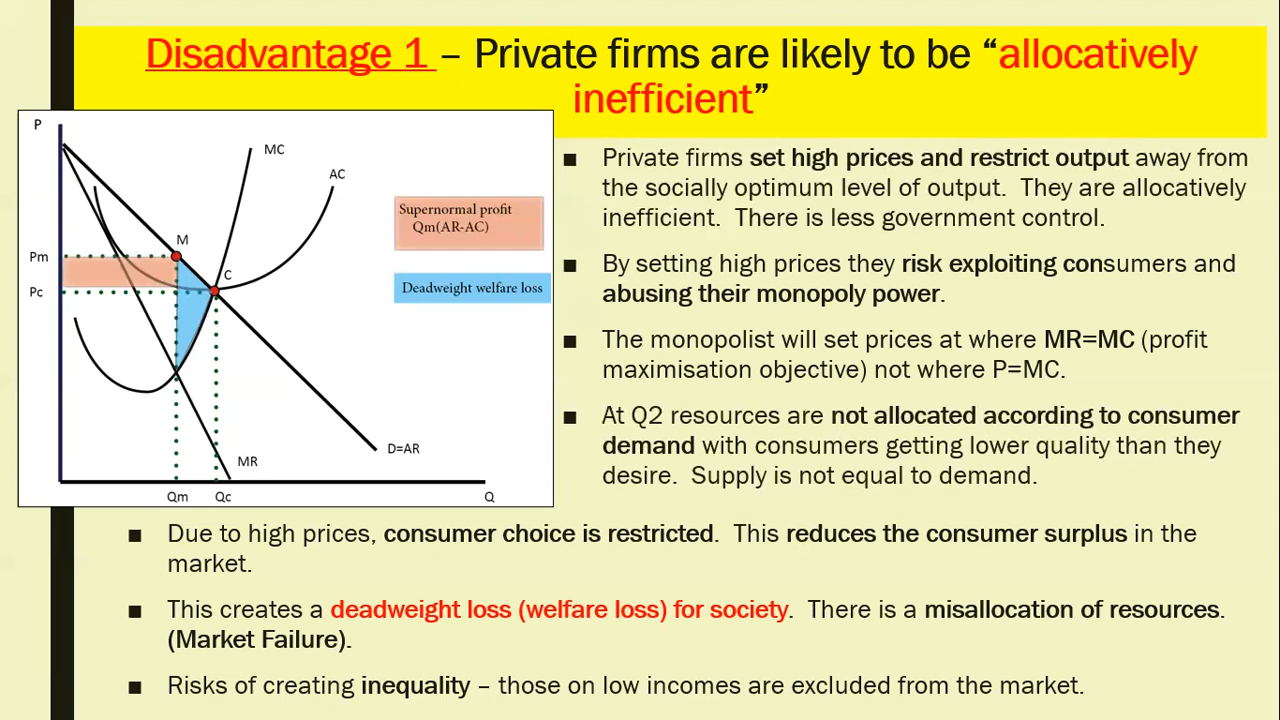 Disadvantage 1 – Private firms are likely to be “allocatively
inefficient”
P
MC
AC
Supernormal profit
Qm(AR-AC)
M
Pm
C
Deadweight welfare loss
Pc
D=AR
MR
Qm
Qc
Q
■ Private firms set high prices and restrict output away from
the socially optimum level of output. They are allocatively
inefficient. There is less government control.
■ By setting high prices they risk exploiting consumers and
abusing their monopoly power.
■ The monopolist will set prices at where MR=MC (profit
maximisation objective) not where P=MC.
■ At Q2 resources are not allocated according to consumer
demand with consumers getting lower quality than they
desire. Supply is not equal to demand.
■ Due to high prices, consumer choice is restricted. This reduces the consumer surplus in the
market.
■ This creates a deadweight loss (welfare loss) for society. There is a misallocation of resources.
(Market Failure).
■ Risks of creating inequality – those on low incomes are excluded from the market.